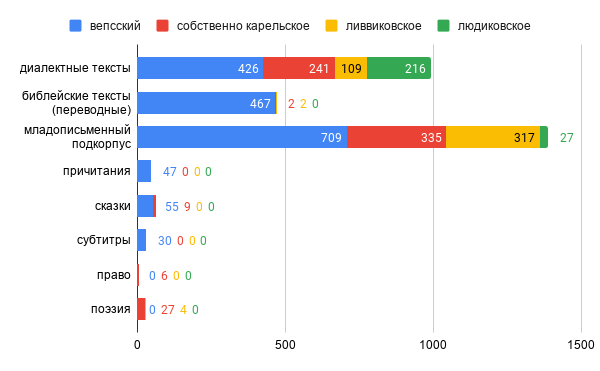 вепсский собственно карельское ливвиковское людиковское
диалектные тексты 426 241 109 216
библейские тексты
(переводные) 467 2 2 0
младописьменный
подкорпус 709 335 317 27
причитания 47 0 0 0
сказки 55 9 0 0
субтитры 30 0 0 0
право 0 6 0 0
поэзия 0 27 4 0
0 500 1000 1500